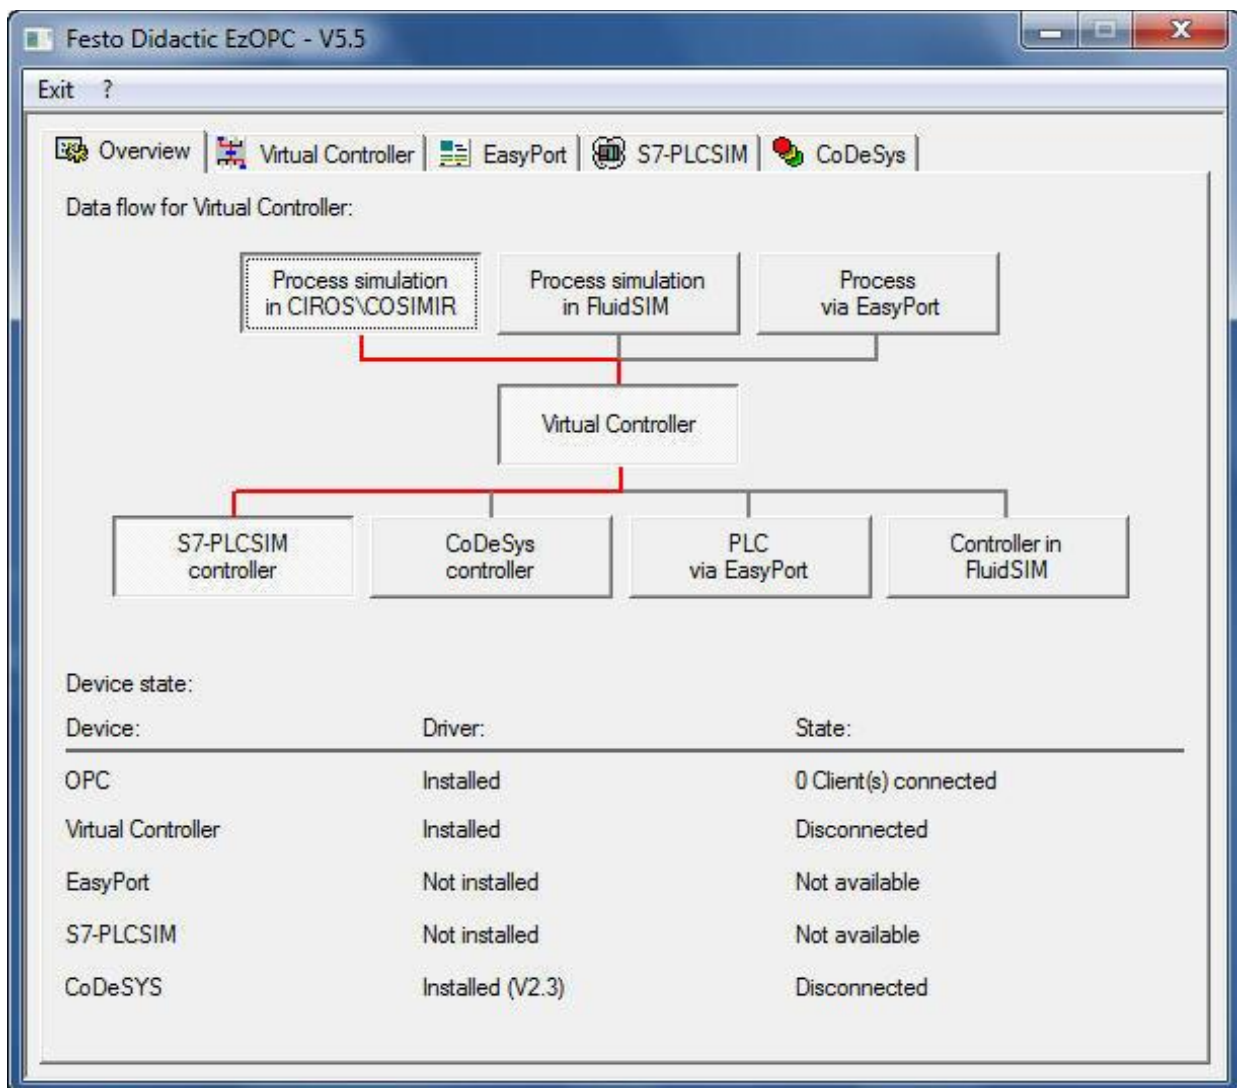 Festo Didactic EzOPC - V5.5
Exit ?
Overview Virtual Controller EasyPort S7-PLCSIM CoDeSys
Data flow for Virtual Controller:
Process simulation
in CIROS\COSIMIR
Process simulation
in FluidSIM
Process
via EasyPort
Virtual Controller
S7-PLCSIM
controller
CoDeSys
controller
PLC
via EasyPort
Controller in
FluidSIM
Device state:
Device: Driver: State:
OPC Installed 0 Client(s) connected
Virtual Controller Installed Disconnected
EasyPort Not installed Not available
S7-PLCSIM Not installed Not available
CoDeSYS Installed (V2.3) Disconnected